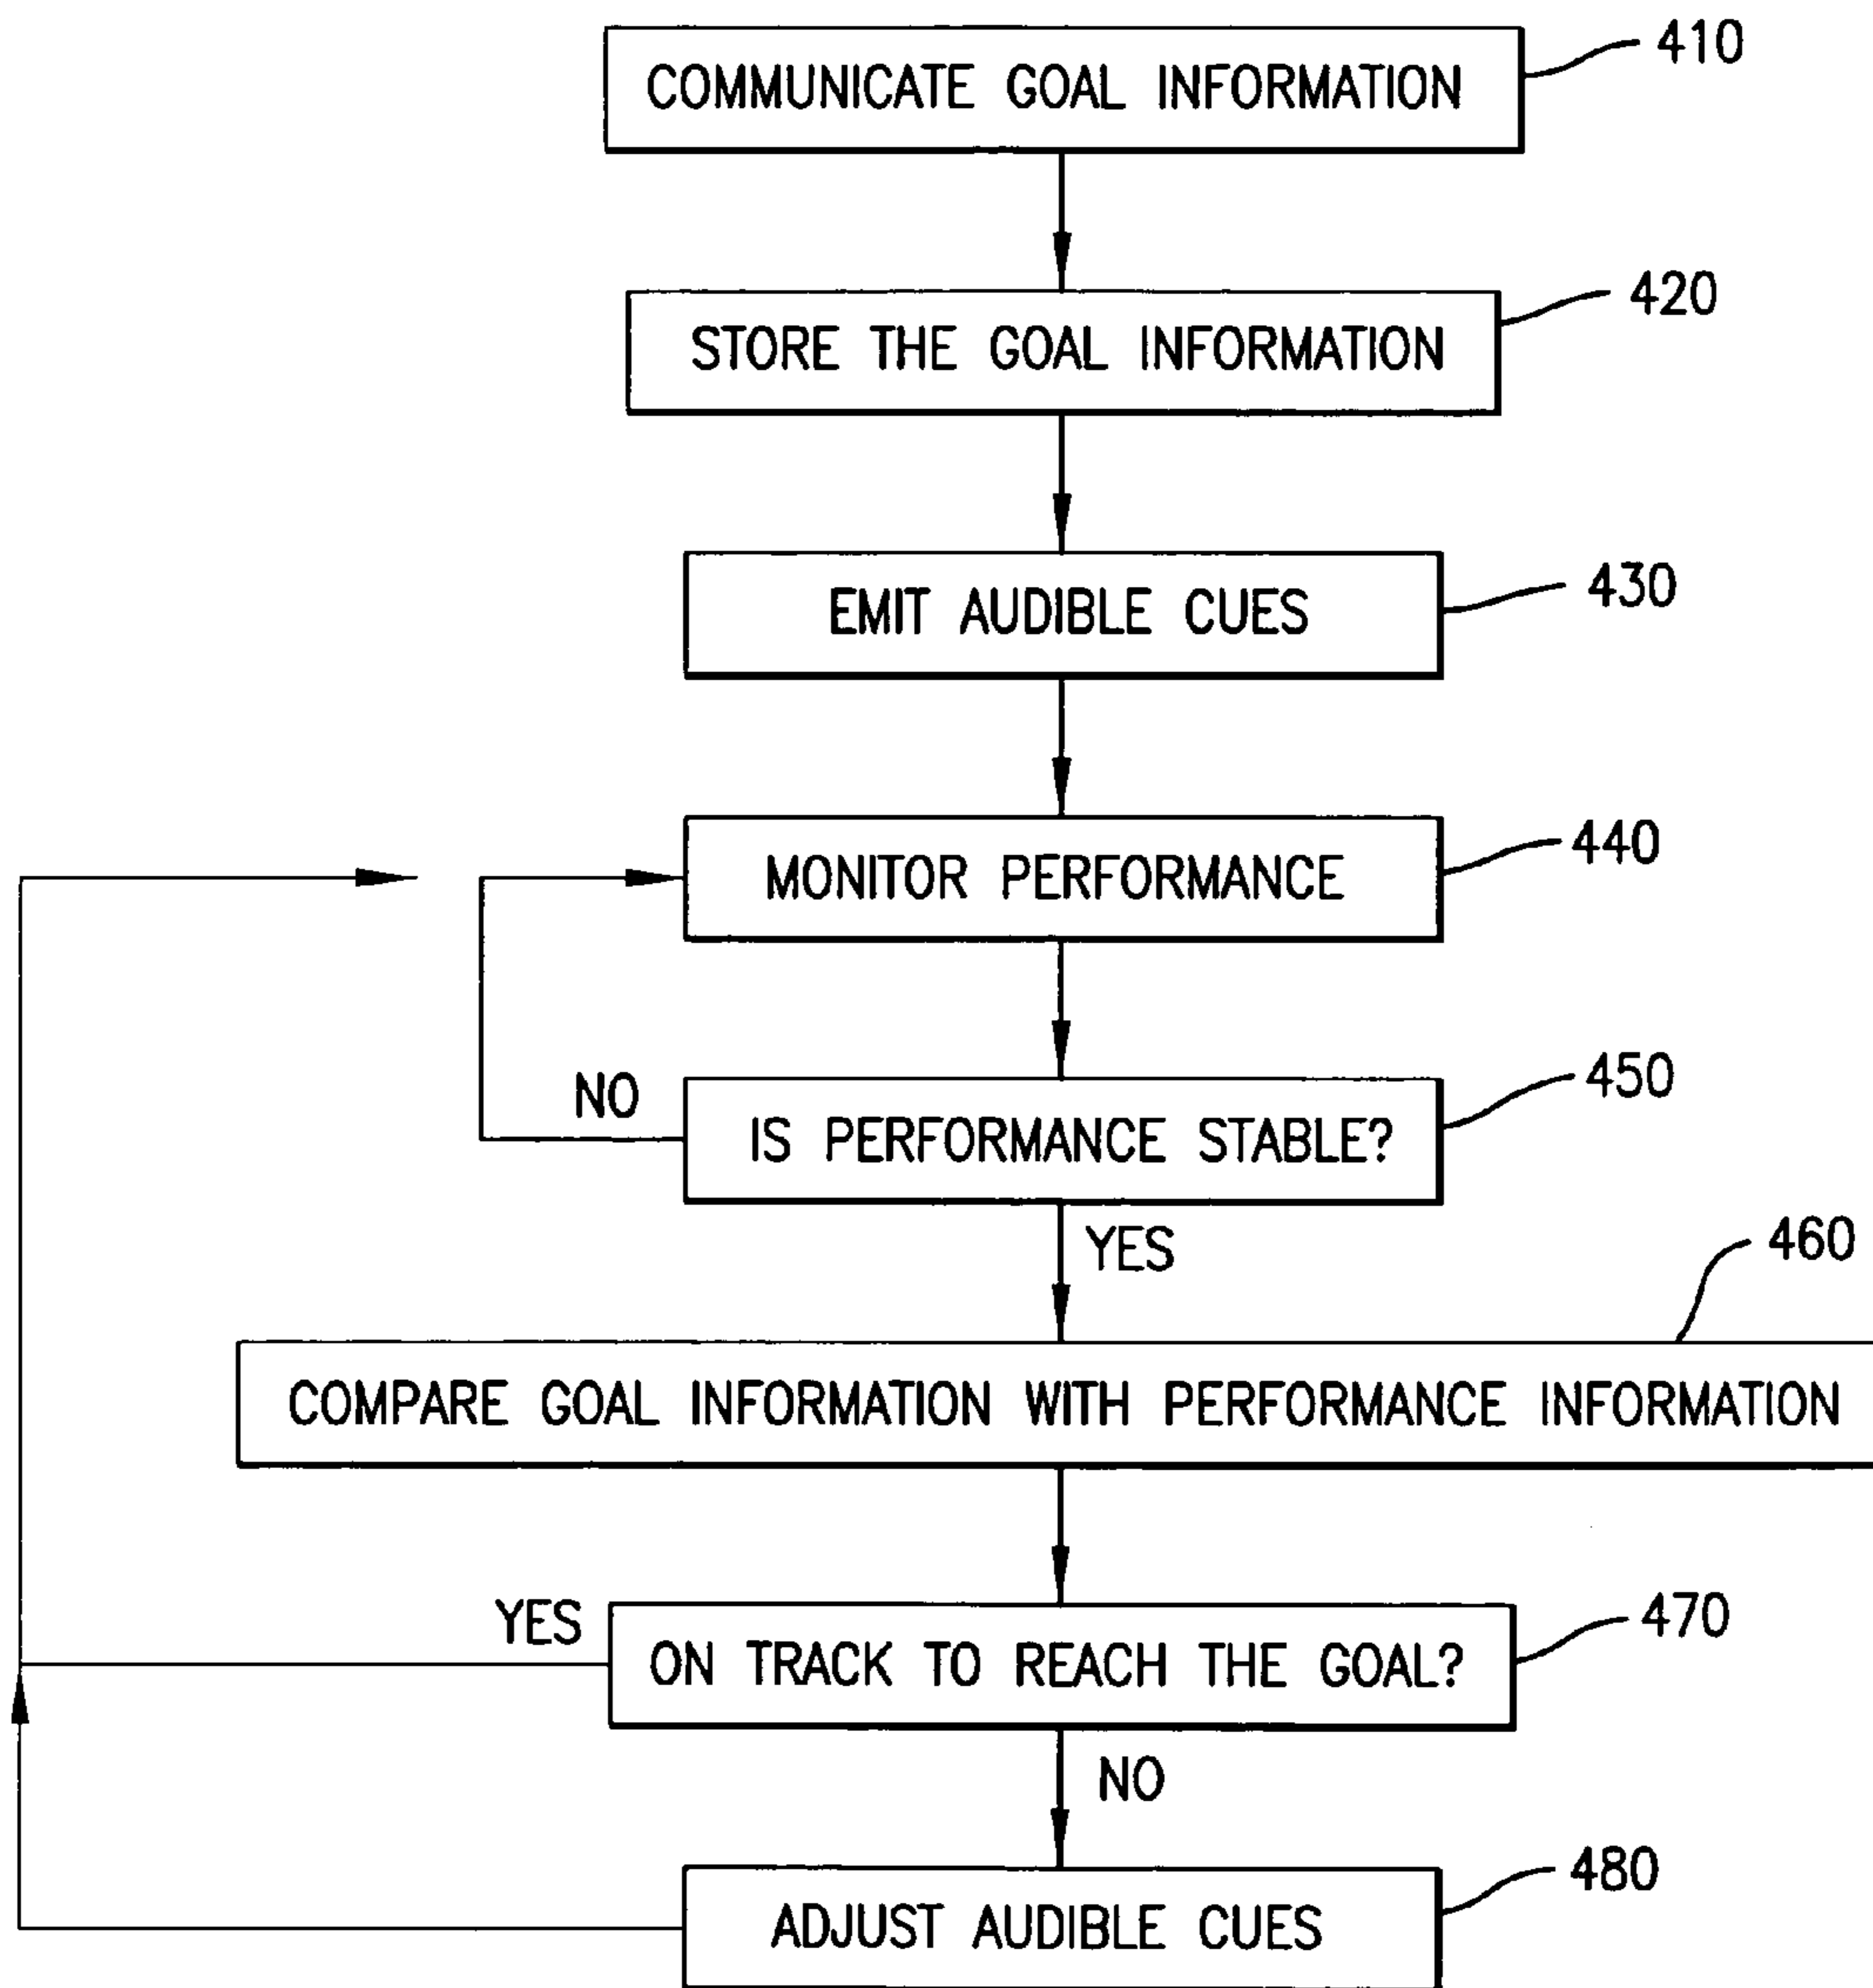 COMMUNICATE GOAL INFORMATION
410
STORE THE GOAL INFORMATION
420
EMIT AUDIBLE CUES
430
MONITOR PERFORMANCE
440
NO
IS PERFORMANCE STABLE?
450
YES
460
COMPARE GOAL INFORMATION WITH PERFORMANCE INFORMATION
YES
ON TRACK TO REACH THE GOAL?
470
NO
ADJUST AUDIBLE CUES
480